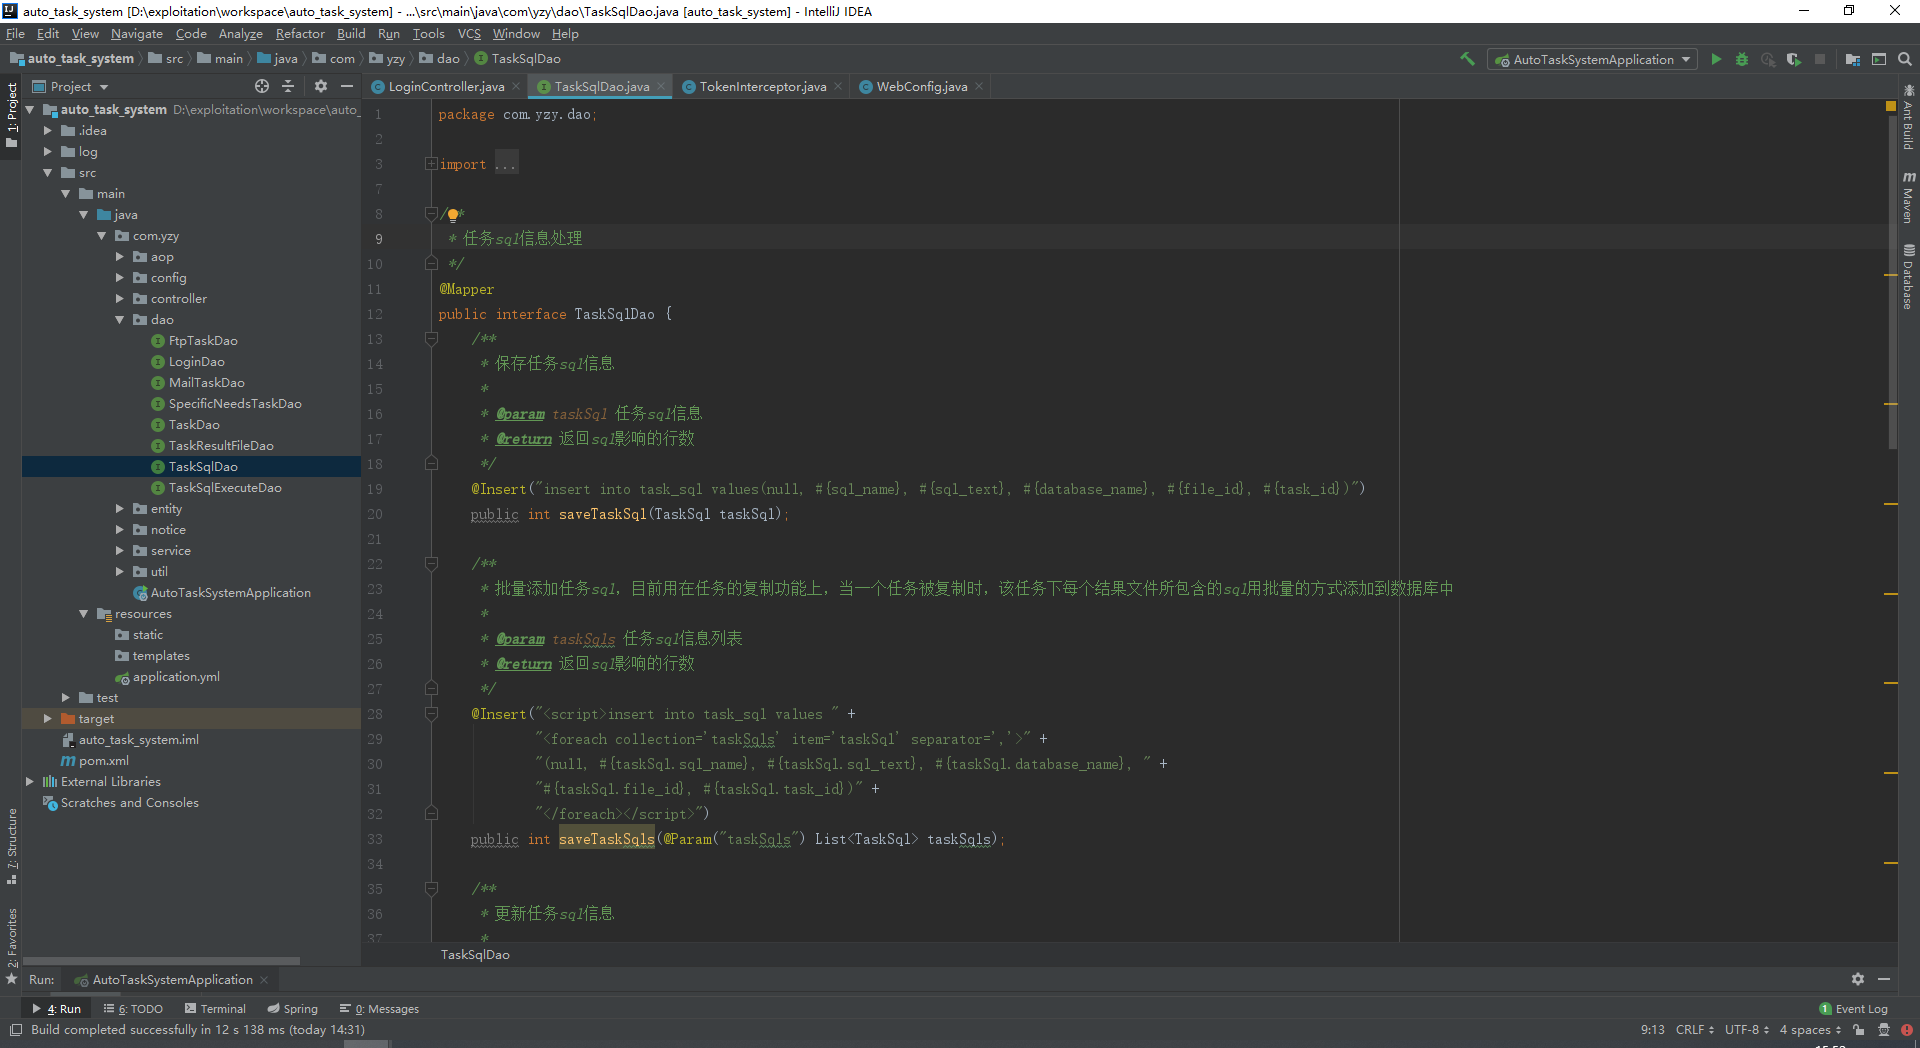 auto_task_system [D:\exploitation\workspace\auto_task_system] - ...\src\main\java\com\yzy\dao\TaskSqlDao.java [auto_task_system] - IntelliJ IDEA
File Edit View Navigate Code Analyze Refactor Build Run Tools VCS Window Help
auto_task_system src main java com yzy dao TaskSqlDao
AutoTaskSystemApplication
Project
LoginController.java TaskSqlDao.java TokenInterceptor.java WebConfig.java
1: Project
7: Structure
2: Favorites
auto_task_system D:\exploitation\workspace\auto_
.idea
log
src
main
java
com.yzy
aop
config
controller
dao
FtpTaskDao
LoginDao
MailTaskDao
SpecificNeedsTaskDao
TaskDao
TaskResultFileDao
TaskSqlDao
TaskSqlExecuteDao
entity
notice
service
util
AutoTaskSystemApplication
resources
static
templates
application.yml
test
target
auto_task_system.iml
pom.xml
External Libraries
Scratches and Consoles
1 package com.yzy.dao;
2
3 import ...
7
8 /**
9 * 任务sql信息处理
10 */
11 @Mapper
12 public interface TaskSqlDao {
13 /**
14 * 保存任务sql信息
15 *
16 * @param taskSql 任务sql信息
17 * @return 返回sql影响的行数
18 */
19 @Insert("insert into task_sql values(null, #{sql_name}, #{sql_text}, #{database_name}, #{file_id}, #{task_id})")
20 public int saveTaskSql(TaskSql taskSql);
21
22 /**
23 * 批量添加任务sql，目前用在任务的复制功能上，当一个任务被复制时，该任务下每个结果文件所包含的sql用批量的方式添加到数据库中
24 *
25 * @param taskSqls 任务sql信息列表
26 * @return 返回sql影响的行数
27 */
28 @Insert("<script>insert into task_sql values " +
29 "<foreach collection='taskSqls' item='taskSql' separator=','>" +
30 "(null, #{taskSql.sql_name}, #{taskSql.sql_text}, #{taskSql.database_name}, " +
31 "#{taskSql.file_id}, #{taskSql.task_id})" +
32 "</foreach></script>")
33 public int saveTaskSqls(@Param("taskSqls") List<TaskSql> taskSqls);
34
35 /**
36 * 更新任务sql信息
37 *
TaskSqlDao
Ant Build
Maven
Database
Run: AutoTaskSystemApplication
4: Run 6: TODO Terminal Spring 0: Messages
1 Event Log
Build completed successfully in 12 s 138 ms (today 14:31)
9:13 CRLF UTF-8 4 spaces